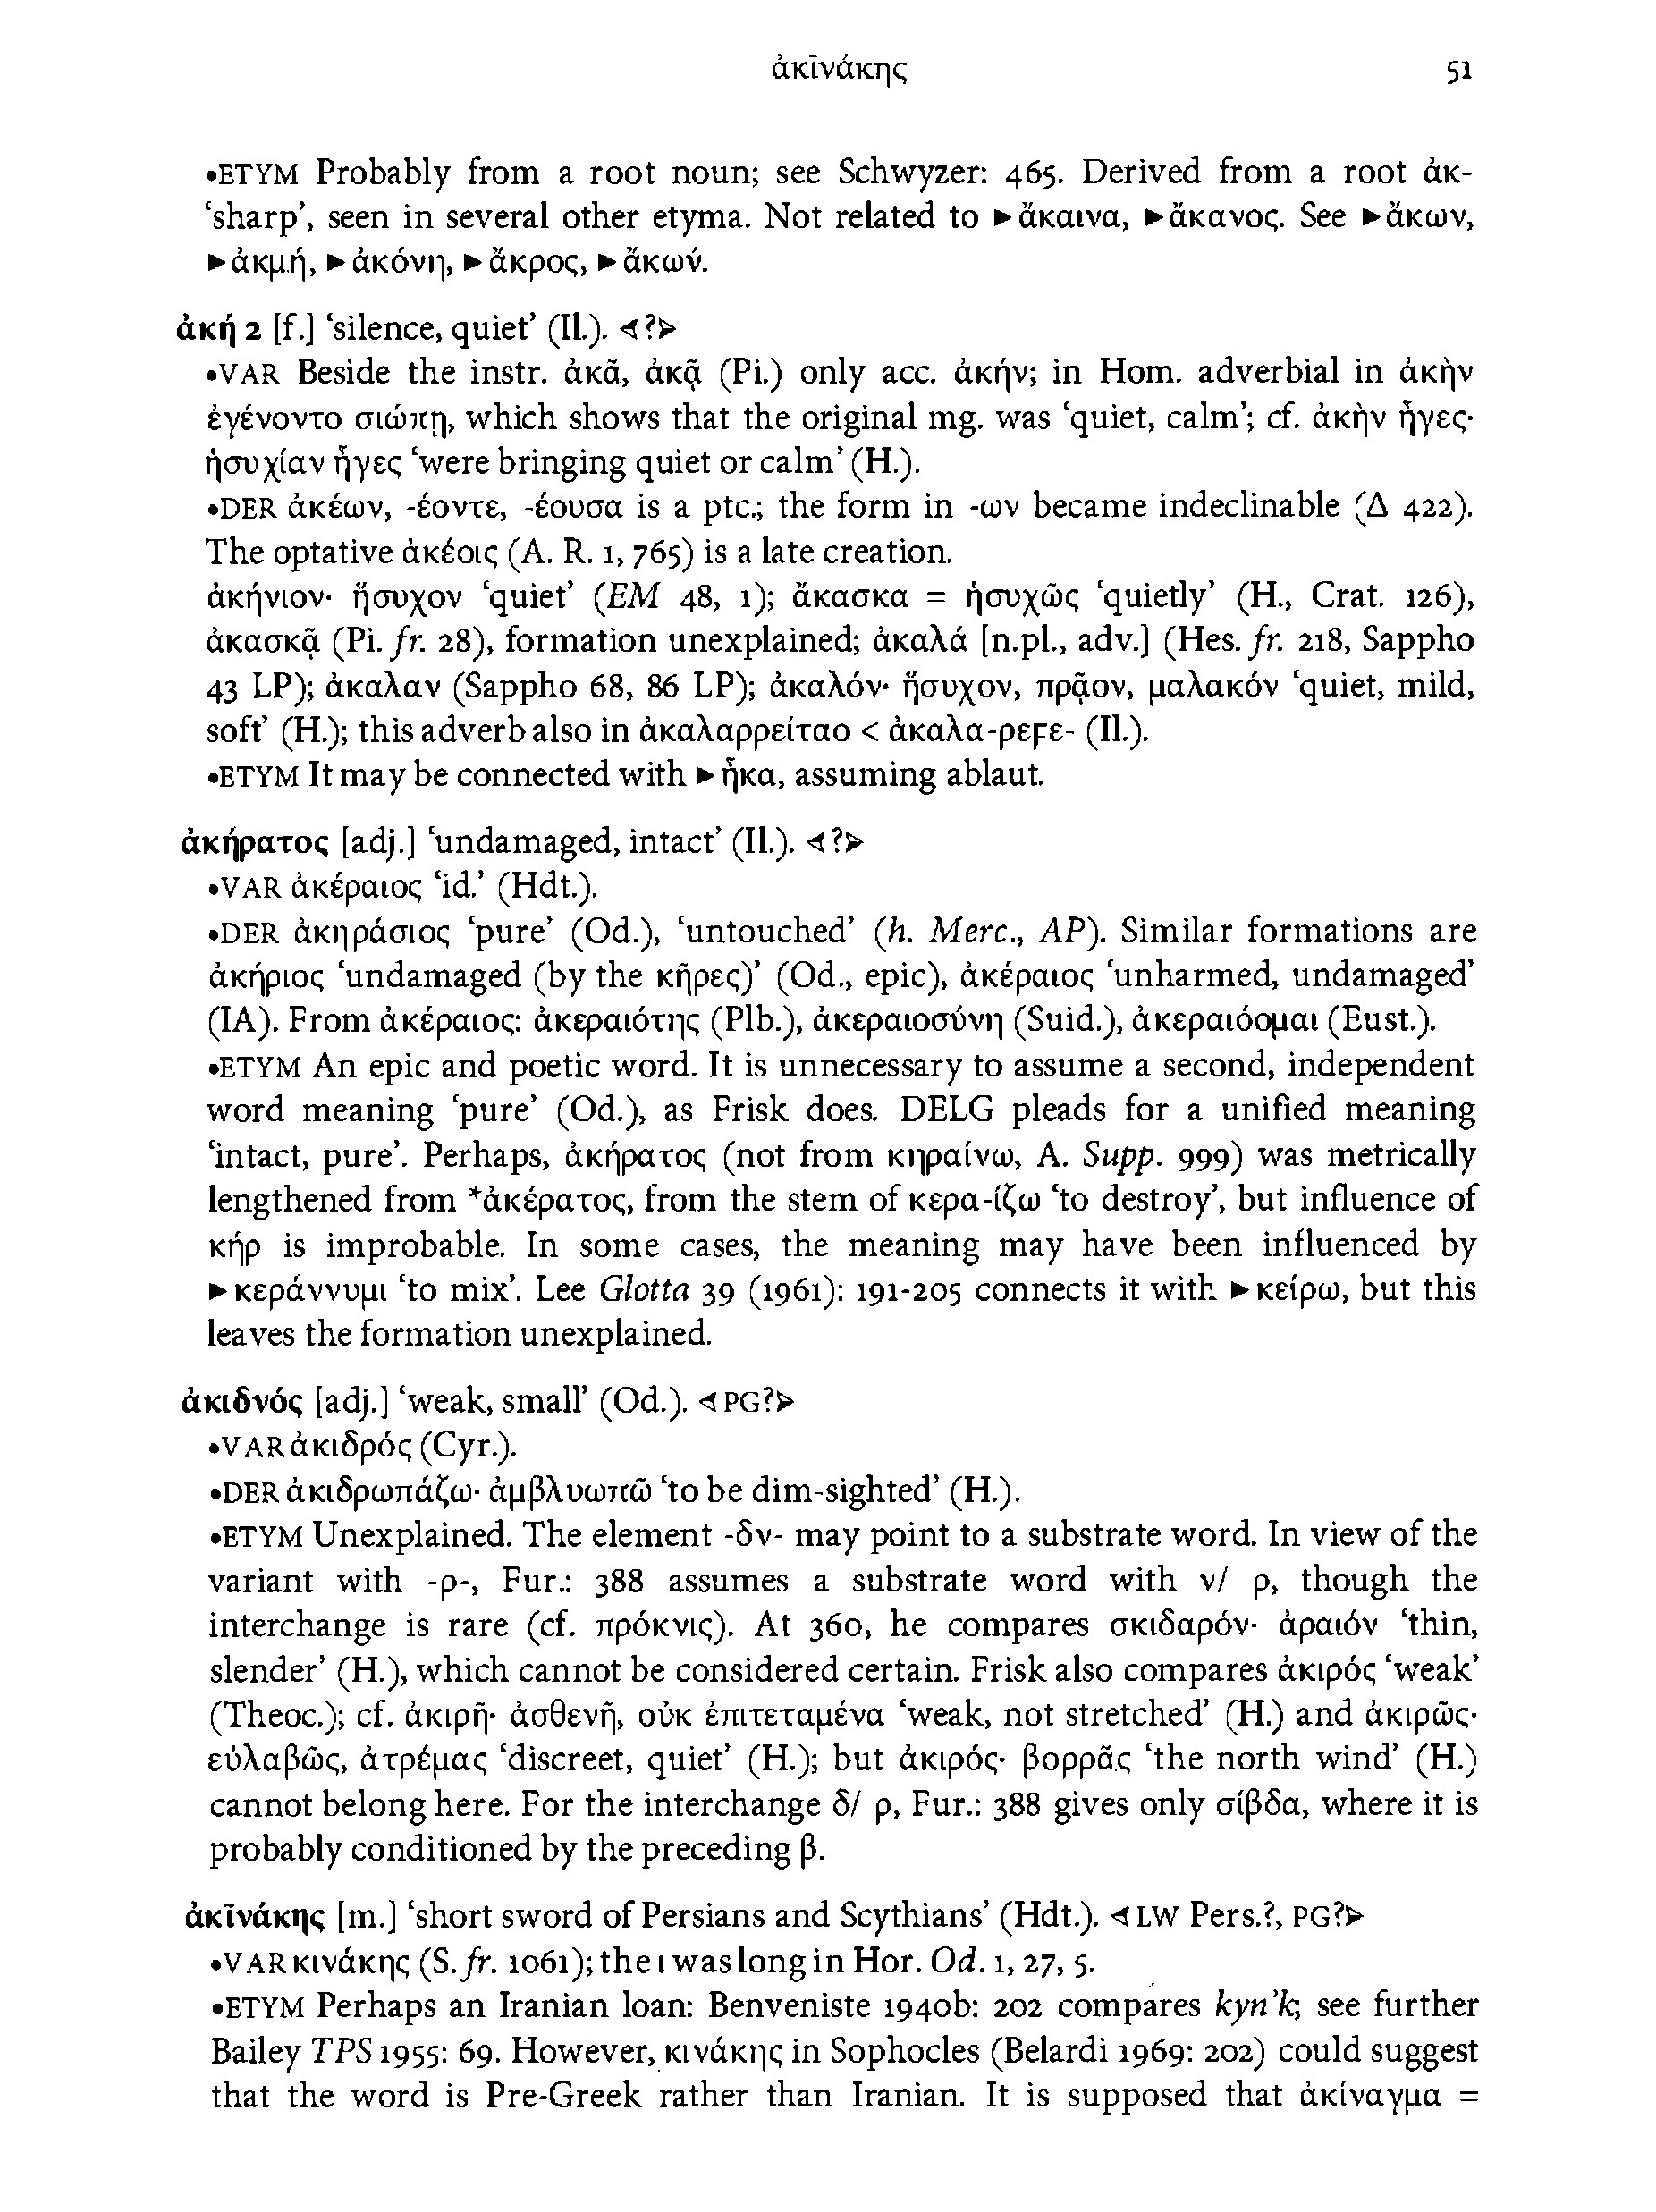 ἀκῑνάκης 51
•ETYM Probably from a root noun; see Schwyzer: 465. Derived from a root ἀκ-
‘sharp’, seen in several other etyma. Not related to ►ἄκαινα, ►ἄκανος. See ►ἄκων,
►ἀκμή, ►ἀκόνη, ►ἄκρος, ►ἄκων.
ἀκή 2 [f.] ‘silence, quiet’ (Il.). ◄?►
•VAR Beside the instr. ἀκᾶ, ἀκᾷ (Pi.) only acc. ἀκήν; in Hom. adverbial in ἀκὴν
ἐγένοντο σιώπῃ, which shows that the original mg. was ‘quiet, calm’; cf. ἀκὴν ἦγες·
ἡσυχίαν ἦγες ‘were bringing quiet or calm’ (H.).
•DER ἀκέων, -έοντε, -έουσα is a ptc.; the form in -ων became indeclinable (Δ 422).
The optative ἀκέοις (A. R. 1, 765) is a late creation.
ἀκήνιον· ἥσυχον ‘quiet’ (EM 48, 1); ἄκασκα = ἡσυχῶς ‘quietly’ (H., Crat. 126),
ἀκασκᾷ (Pi. fr. 28), formation unexplained; ἀκαλά [n.pl., adv.] (Hes. fr. 218, Sappho
43 LP); ἀκαλαν (Sappho 68, 86 LP); ἀκαλόν· ἥσυχον, πρᾷον, μαλακόν ‘quiet, mild,
soft’ (H.); this adverb also in ἀκαλαρρείταο < ἀκαλα-ρεϝε- (Il.).
•ETYM It may be connected with ►ἦκα, assuming ablaut.
ἀκήρατος [adj.] ‘undamaged, intact’ (Il.). ◄?►
•VAR ἀκέραιος ‘id.’ (Hdt.).
•DER ἀκηράσιος ‘pure’ (Od.), ‘untouched’ (h. Merc., AP). Similar formations are
ἀκήριος ‘undamaged (by the κῆρες)’ (Od., epic), ἀκέραιος ‘unharmed, undamaged’
(IA). From ἀκέραιος: ἀκεραιότης (Plb.), ἀκεραιοσύνη (Suid.), ἀκεραιόομαι (Eust.).
•ETYM An epic and poetic word. It is unnecessary to assume a second, independent
word meaning ‘pure’ (Od.), as Frisk does. DELG pleads for a unified meaning
‘intact, pure’. Perhaps, ἀκήρατος (not from κηραίνω, A. Supp. 999) was metrically
lengthened from *ἀκέρατος, from the stem of κερα-ίζω ‘to destroy’, but influence of
κήρ is improbable. In some cases, the meaning may have been influenced by
►κεράννυμι ‘to mix’. Lee Glotta 39 (1961): 191-205 connects it with ►κείρω, but this
leaves the formation unexplained.
ἀκιδνός [adj.] ‘weak, small’ (Od.). ◄PG?►
•VAR ἀκιδρός (Cyr.).
•DER ἀκιδρωπάζω· ἀμβλυωπῶ ‘to be dim-sighted’ (H.).
•ETYM Unexplained. The element -δν- may point to a substrate word. In view of the
variant with -ρ-, Fur.: 388 assumes a substrate word with ν/ ρ, though the
interchange is rare (cf. πρόκνις). At 360, he compares σκιδαρόν· ἀραιόν ‘thin,
slender’ (H.), which cannot be considered certain. Frisk also compares ἀκιρός ‘weak’
(Theoc.); cf. ἀκιρή· ἀσθενῆ, οὐκ ἐπιτεταμένα ‘weak, not stretched’ (H.) and ἀκιρῶς·
εὐλαβῶς, ἀτρέμας ‘discreet, quiet’ (H.); but ἀκιρός· βορρᾶς ‘the north wind’ (H.)
cannot belong here. For the interchange δ/ ρ, Fur.: 388 gives only σίβδα, where it is
probably conditioned by the preceding β.
ἀκῑνάκης [m.] ‘short sword of Persians and Scythians’ (Hdt.). ◄LW Pers.?, PG?►
•VAR κινάκης (S. fr. 1061); the ι was long in Hor. Od. 1, 27, 5.
•ETYM Perhaps an Iranian loan: Benveniste 1940b: 202 compares kyn’k; see further
Bailey TPS 1955: 69. However, κινάκης in Sophocles (Belardi 1969: 202) could suggest
that the word is Pre-Greek rather than Iranian. It is supposed that ἀκίναγμα =